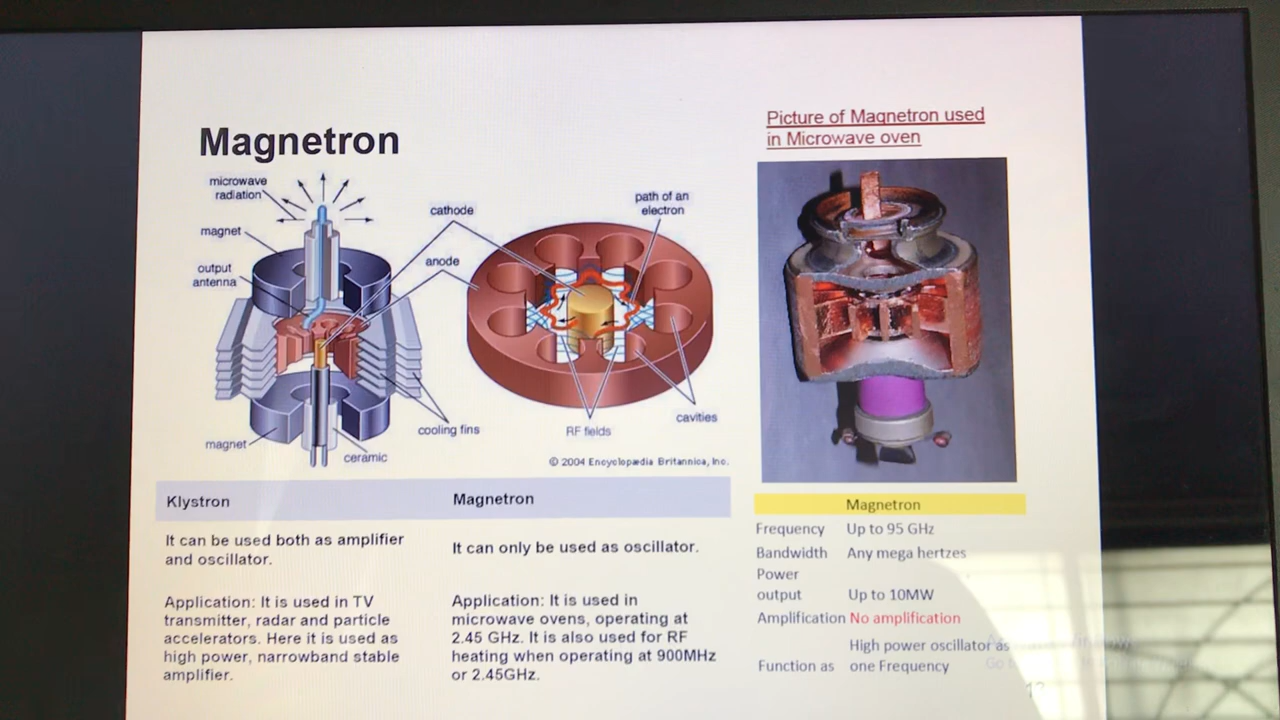 Magnetron
microwave
radiation
magnet
output
antenna
magnet
ceramic
cooling fins
cathode
anode
path of an
electron
RF fields
cavities
© 2004 Encyclopædia Britannica, Inc.
Picture of Magnetron used
in Microwave oven
Klystron Magnetron
It can be used both as amplifier
and oscillator.
It can only be used as oscillator.
Application: It is used in TV
transmitter, radar and particle
accelerators. Here it is used as
high power, narrowband stable
amplifier.
Application: It is used in
microwave ovens, operating at
2.45 GHz. It is also used for RF
heating when operating at 900MHz
or 2.45GHz.
Magnetron
Frequency Up to 95 GHz
Bandwidth Any mega hertzes
Power
output Up to 10MW
Amplification No amplification
High power oscillator as
Function as one Frequency